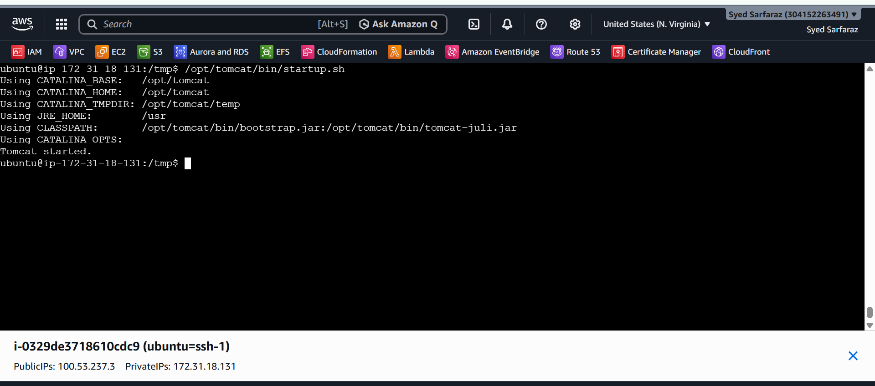 aws
Search [Alt+S] Ask Amazon Q United States (N. Virginia) ▼ Syed Sarfaraz (304152263491) ▼
Syed Sarfaraz
IAM VPC EC2 S3 Aurora and RDS EFS CloudFormation Lambda Amazon EventBridge Route 53 Certificate Manager CloudFront
ubuntu@ip 172 31 18 131:/tmp$ /opt/tomcat/bin/startup.sh
Using CATALINA_BASE: /opt/tomcat
Using CATALINA_HOME: /opt/tomcat
Using CATALINA_TMPDIR: /opt/tomcat/temp
Using JRE_HOME: /usr
Using CLASSPATH: /opt/tomcat/bin/bootstrap.jar:/opt/tomcat/bin/tomcat-juli.jar
Using CATALINA OPTS:
Tomcat started.
ubuntu@ip-172-31-18-131:/tmp$
i-0329de3718610cdc9 (ubuntu=ssh-1)
PublicIPs: 100.53.237.3 PrivateIPs: 172.31.18.131